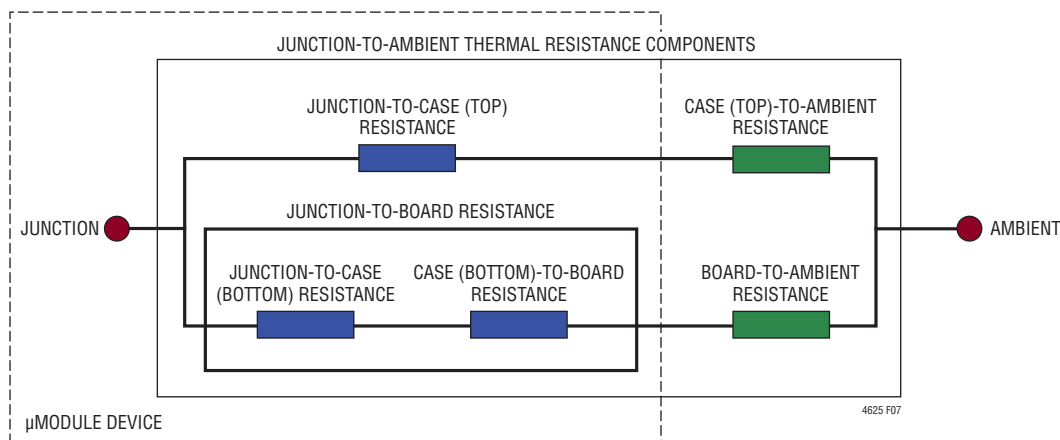 JUNCTION-TO-AMBIENT THERMAL RESISTANCE COMPONENTS
JUNCTION-TO-CASE (TOP)
RESISTANCE
CASE (TOP)-TO-AMBIENT
RESISTANCE
JUNCTION
JUNCTION-TO-BOARD RESISTANCE
AMBIENT
JUNCTION-TO-CASE
(BOTTOM) RESISTANCE
CASE (BOTTOM)-TO-BOARD
RESISTANCE
BOARD-TO-AMBIENT
RESISTANCE
4625 F07
µMODULE DEVICE